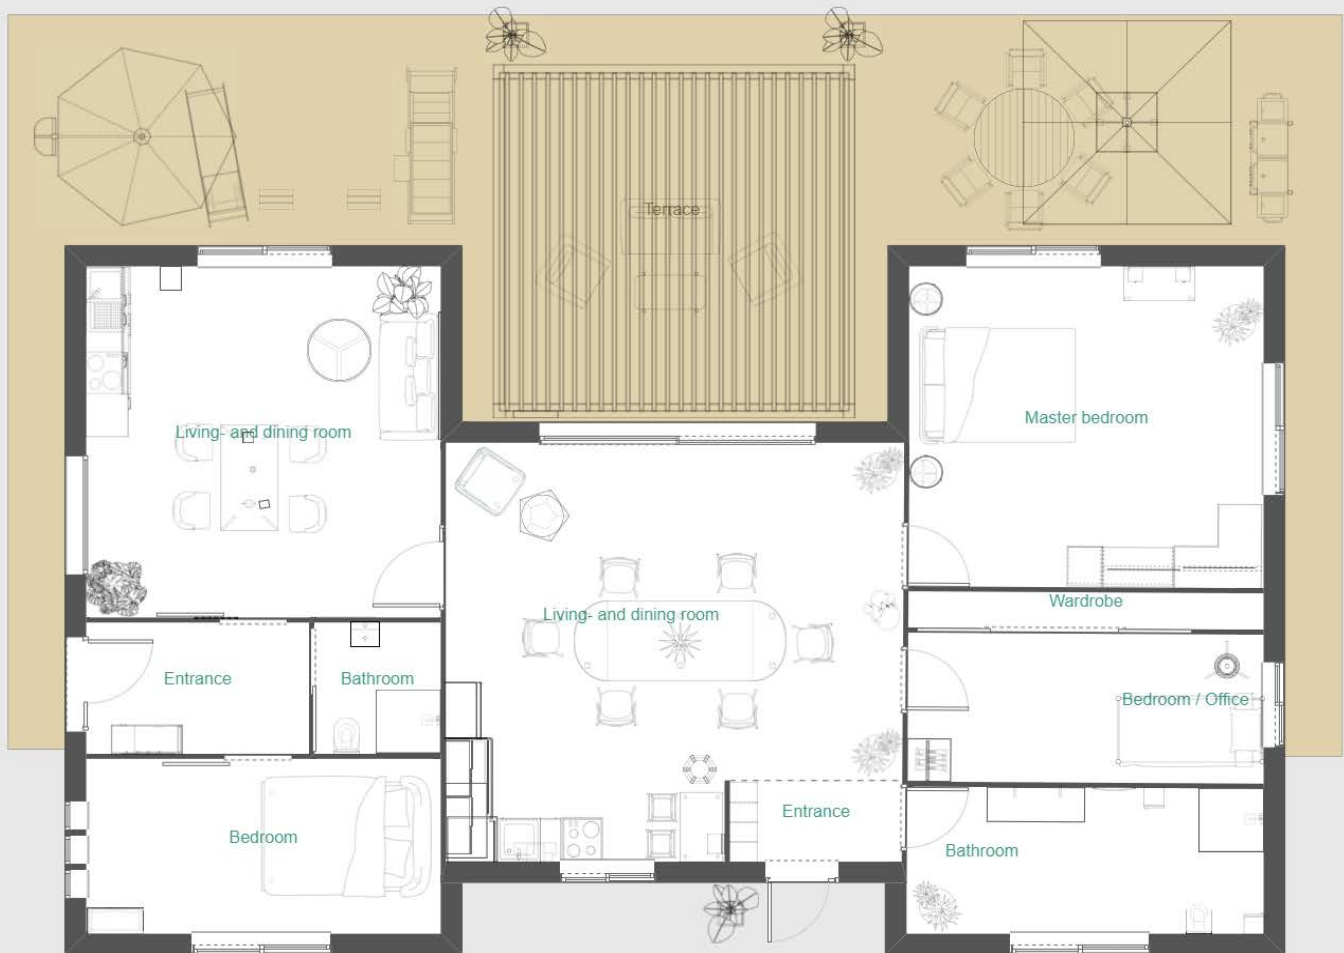 Terrace
Living- and dining room
Master bedroom
Living- and dining room
Wardrobe
Entrance
Bathroom
Bedroom / Office
Entrance
Bedroom
Bathroom